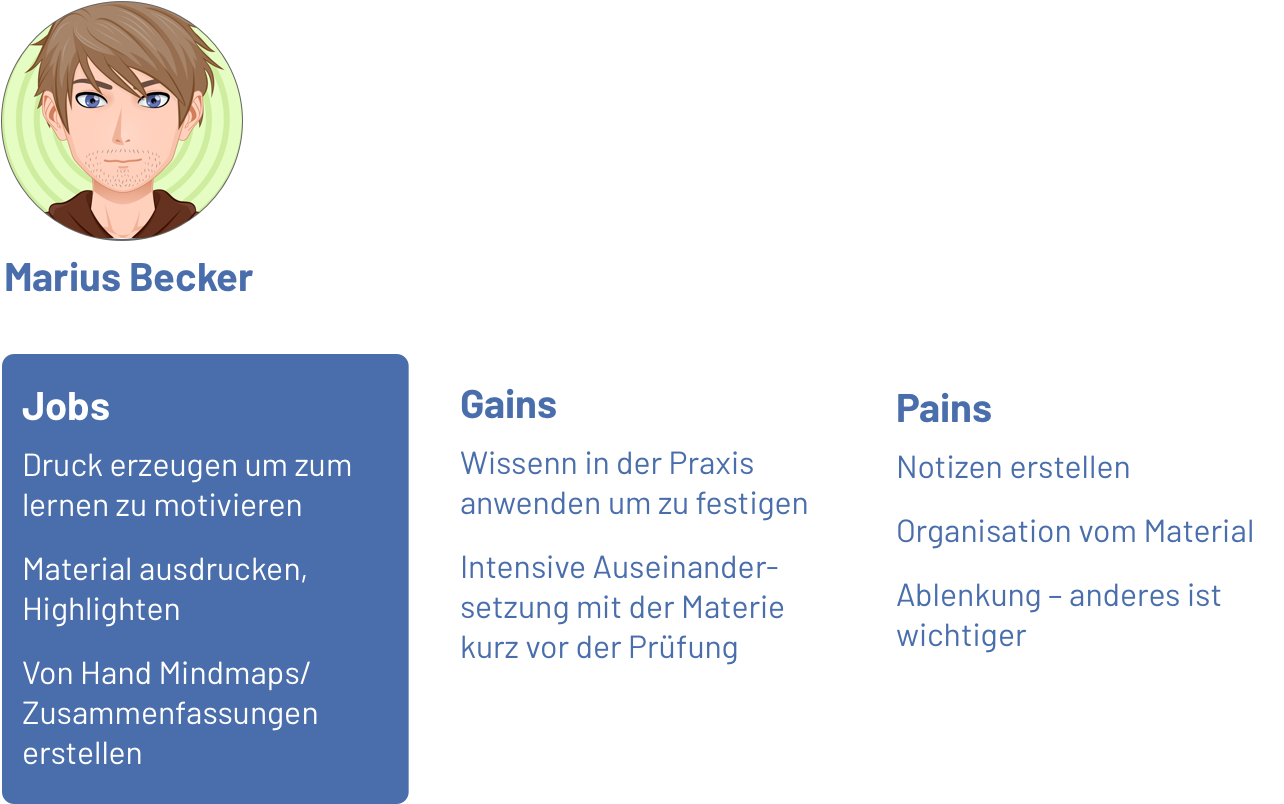 Marius Becker
Jobs
Druck erzeugen um zum
lernen zu motivieren
Material ausdrucken,
Highlighten
Von Hand Mindmaps/
Zusammenfassungen
erstellen
Gains
Wissenn in der Praxis
anwenden um zu festigen
Intensive Auseinander-
setzung mit der Materie
kurz vor der Prüfung
Pains
Notizen erstellen
Organisation vom Material
Ablenkung – anderes ist
wichtiger